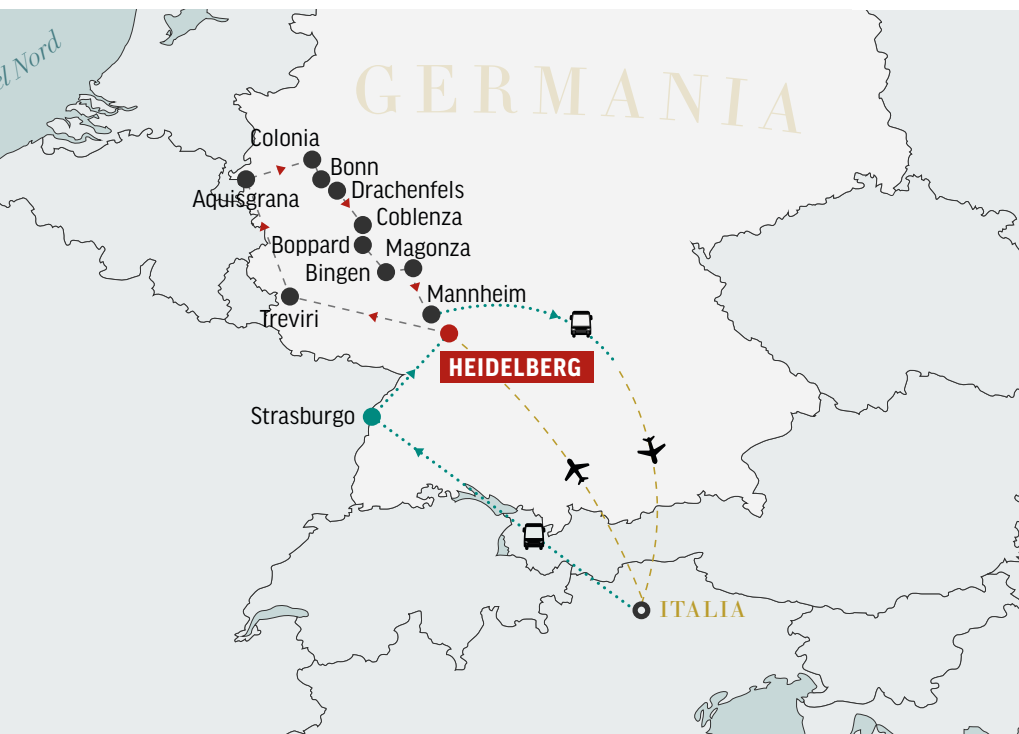 el Nord
GERMANIA
Colonia
Bonn
Drachenfels
Aquisgrana
Coblenza
Boppard
Magonza
Bingen
Mannheim
Treviri
HEIDELBERG
Strasburgo
ITALIA